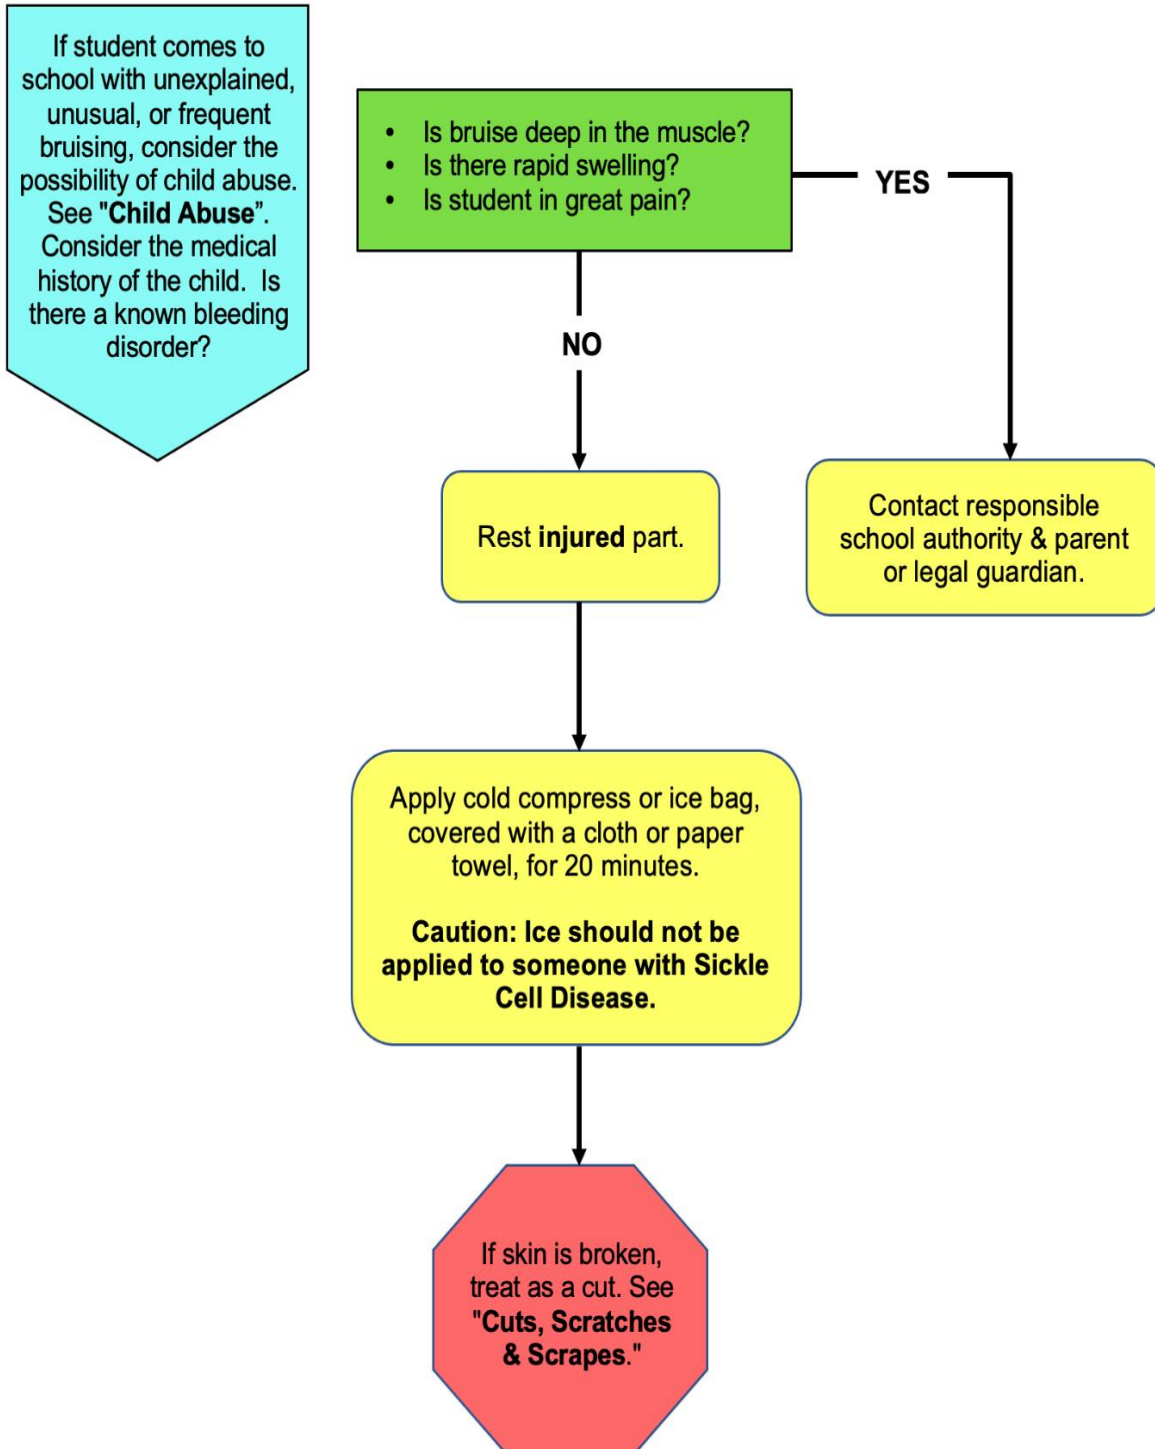 If student comes to
school with unexplained,
unusual, or frequent
bruising, consider the
possibility of child abuse.
See "Child Abuse”.
Consider the medical
history of the child.  Is
there a known bleeding
disorder?
• Is bruise deep in the muscle?
• Is there rapid swelling?
• Is student in great pain?
YES
NO
Rest injured part.
Contact responsible
school authority & parent
or legal guardian.
Apply cold compress or ice bag,
covered with a cloth or paper
towel, for 20 minutes.
Caution: Ice should not be
applied to someone with Sickle
Cell Disease.
If skin is broken,
treat as a cut. See
"Cuts, Scratches
& Scrapes."